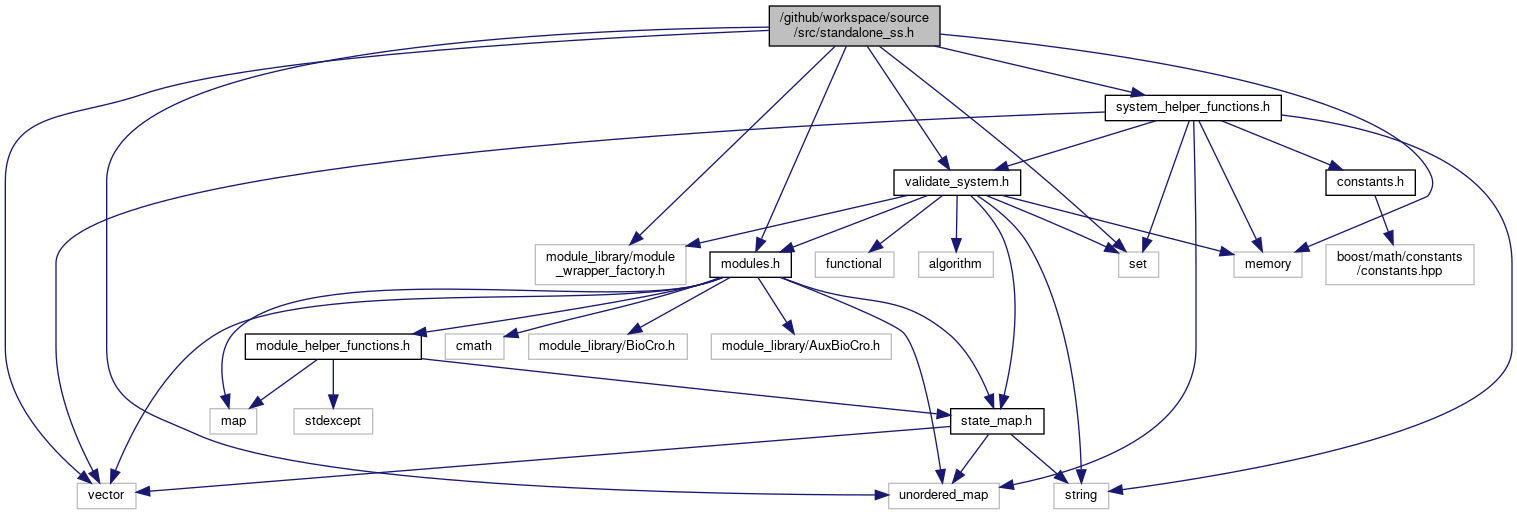 /github/workspace/source
/src/standalone_ss.h
system_helper_functions.h
validate_system.h
constants.h
module_library/module
_wrapper_factory.h
modules.h
functional
algorithm
set
memory
boost/math/constants
/constants.hpp
module_helper_functions.h
cmath
module_library/BioCro.h
module_library/AuxBioCro.h
map
stdexcept
state_map.h
vector
unordered_map
string